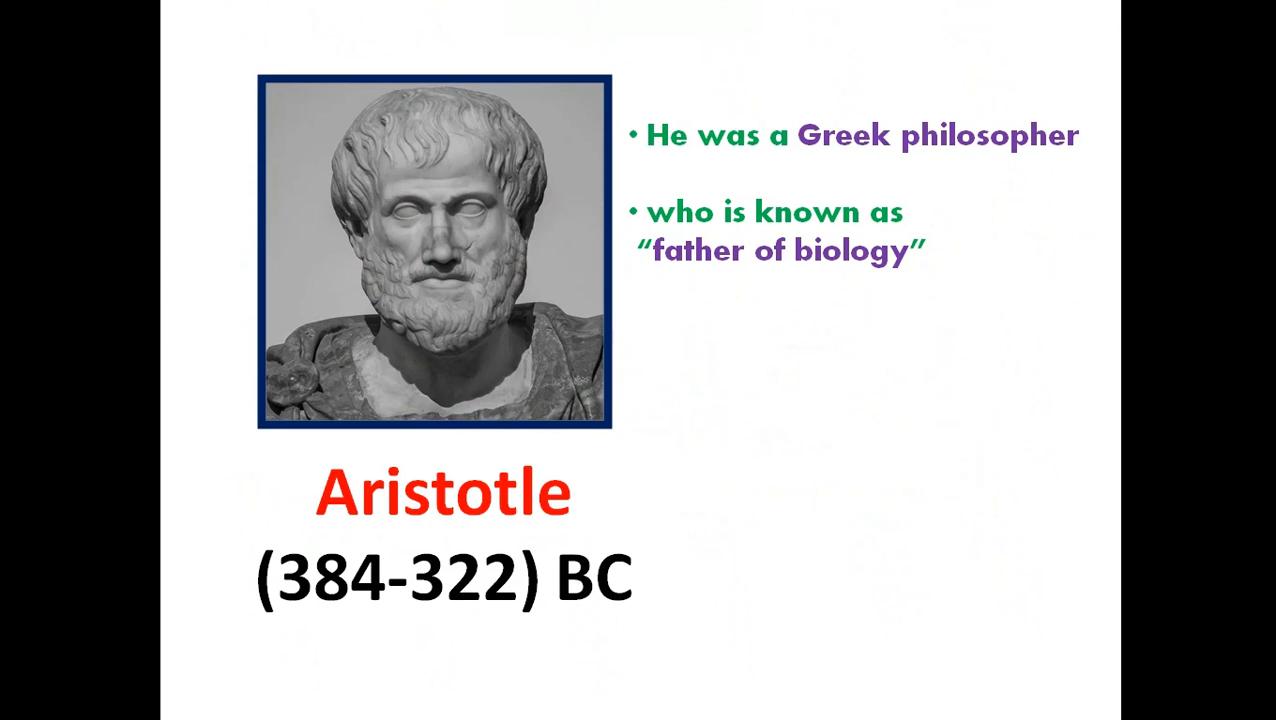 • He was a Greek philosopher
• who is known as
“father of biology”
Aristotle
(384-322) BC